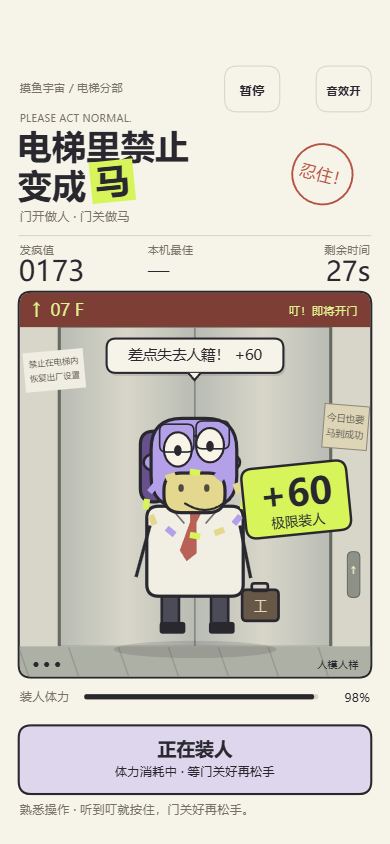 摸鱼宇宙 / 电梯分部
暂停
音效开
PLEASE ACT NORMAL.
电梯里禁止
变成 马
忍住!
门开做人 · 门关做马
发疯值
本机最佳
剩余时间
0173
—
27s
↑ 07 F
叮！即将开门
禁止在电梯内
恢复出厂设置
差点失去人籍！ +60
今日也要
马到成功
+60
极限装人
↑
工
人模人样
装人体力
98%
正在装人
体力消耗中 · 等门关好再松手
熟悉操作 · 听到叮就按住，门关好再松手。